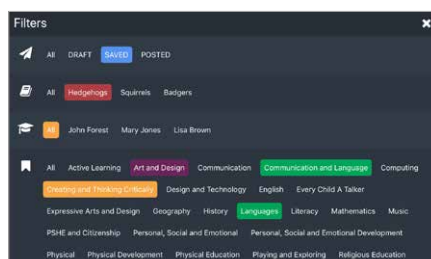 Filters
All DRAFT SAVED POSTED
All Hedgehogs Squirrels Badgers
All John Forest Mary Jones Lisa Brown
All Active Learning Art and Design Communication Communication and Language Computing
Creating and Thinking Critically Design and Technology English Every Child A Talker
Expressive Arts and Design Geography History Languages Literacy Mathematics Music
PSHE and Citizenship Personal, Social and Emotional Personal, Social and Emotional Development
Physical Physical Development Physical Education Playing and Exploring Religious Education